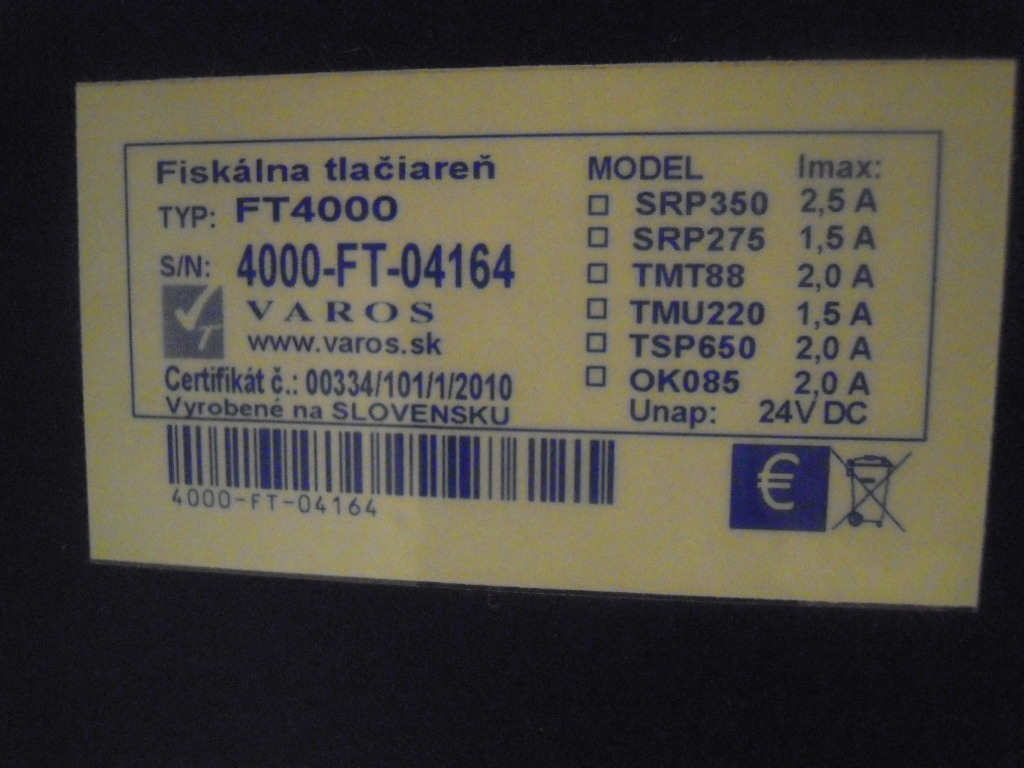 Fiskálna tlačiareň
TYP: FT4000
S/N: 4000-FT-04164
VAROS
www.varos.sk
Certifikát č.: 00334/101/1/2010
Vyrobené na SLOVENSKU
MODEL Imax:
SRP350 2,5 A
SRP275 1,5 A
TMT88 2,0 A
TMU220 1,5 A
TSP650 2,0 A
OK085 2,0 A
Unap: 24V DC
4000-FT-04164
€